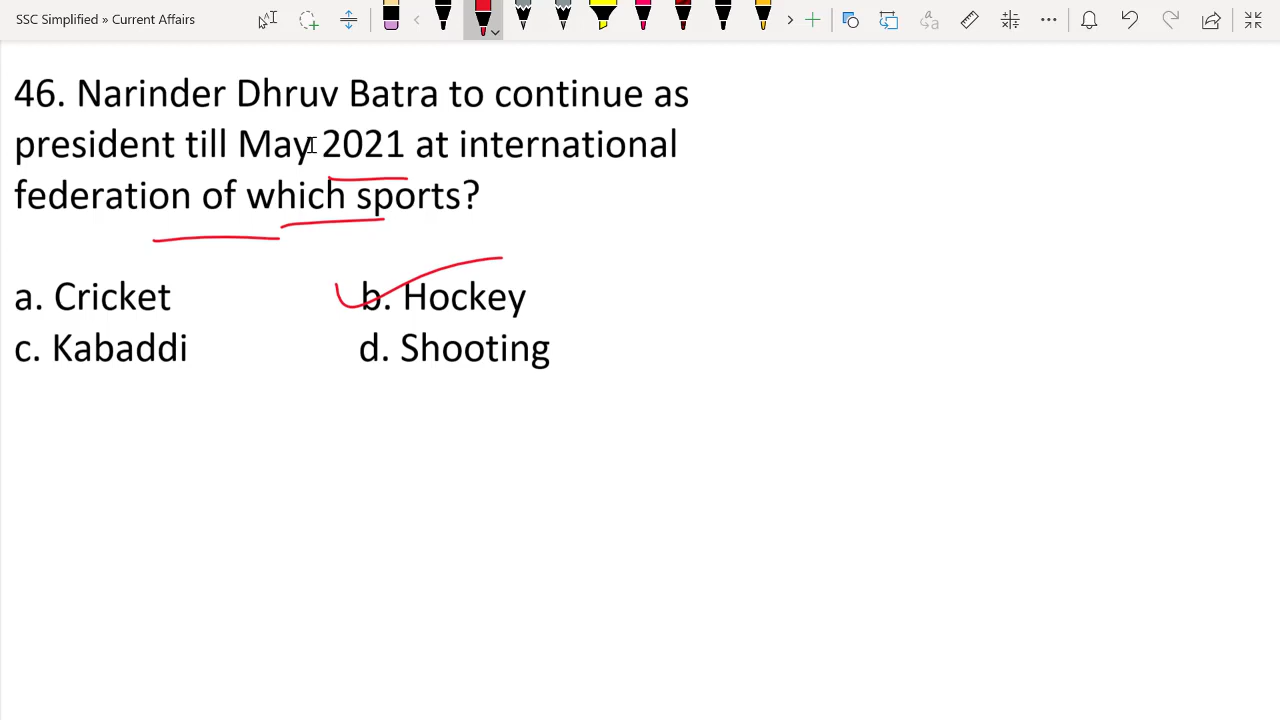 SSC Simplified » Current Affairs
46. Narinder Dhruv Batra to continue as
president till May 2021 at international
federation of which sports?
a. Cricket b. Hockey
c. Kabaddi d. Shooting